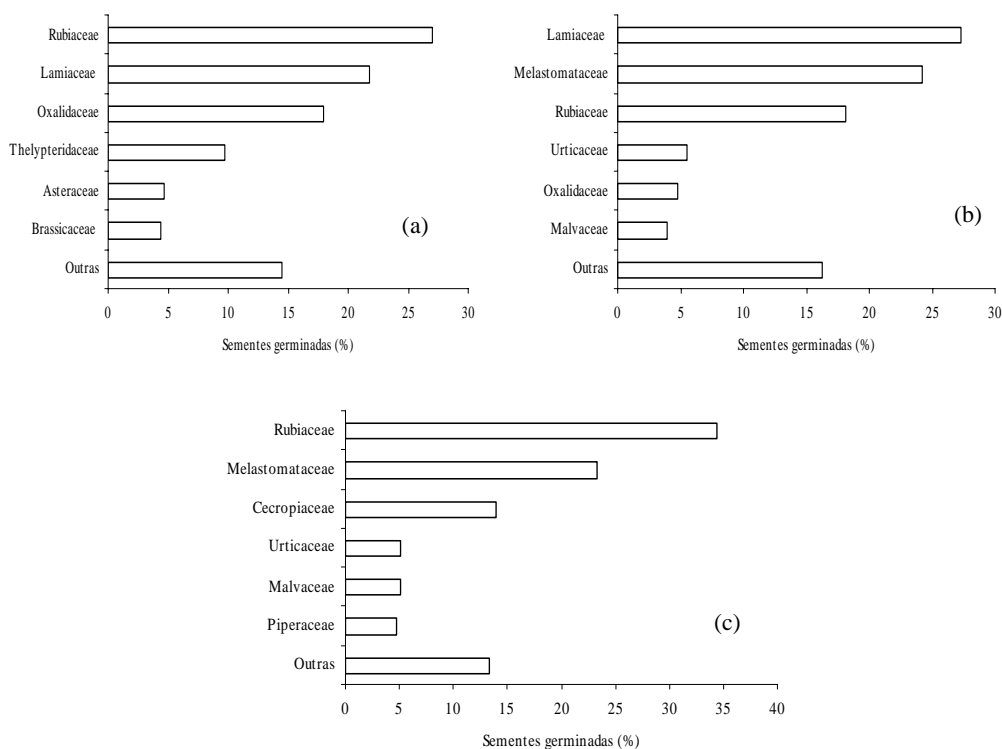 Rubiaceae
Lamiaceae
Oxalidaceae
Thelypteridaceae
Asteraceae
Brassicaceae
Outras
(a)
0 5 10 15 20 25 30
Sementes germinadas (%)
Lamiaceae
Melastomataceae
Rubiaceae
Urticaceae
Oxalidaceae
Malvaceae
Outras
(b)
0 5 10 15 20 25 30
Sementes germinadas (%)
Rubiaceae
Melastomataceae
Cecropiaceae
Urticaceae
Malvaceae
Piperaceae
Outras
(c)
0 5 10 15 20 25 30 35 40
Sementes germinadas (%)